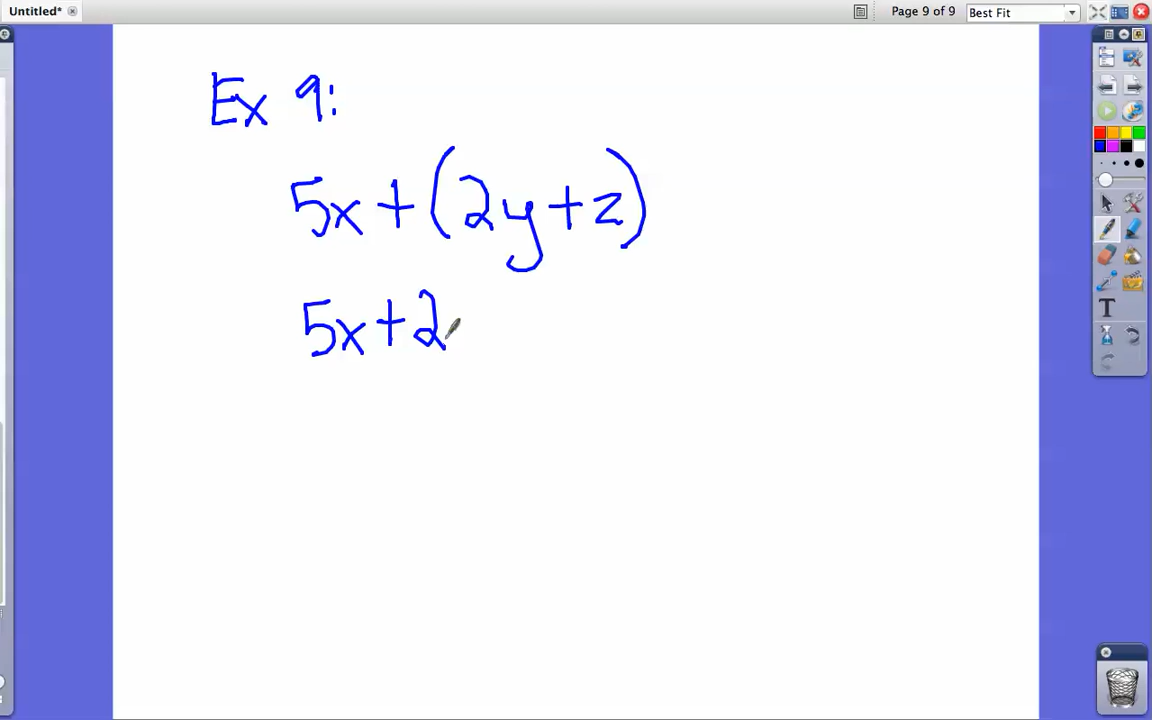 Untitled*
Page 9 of 9
Best Fit
Ex 9:
5x+(2y+z)
5x+2
T